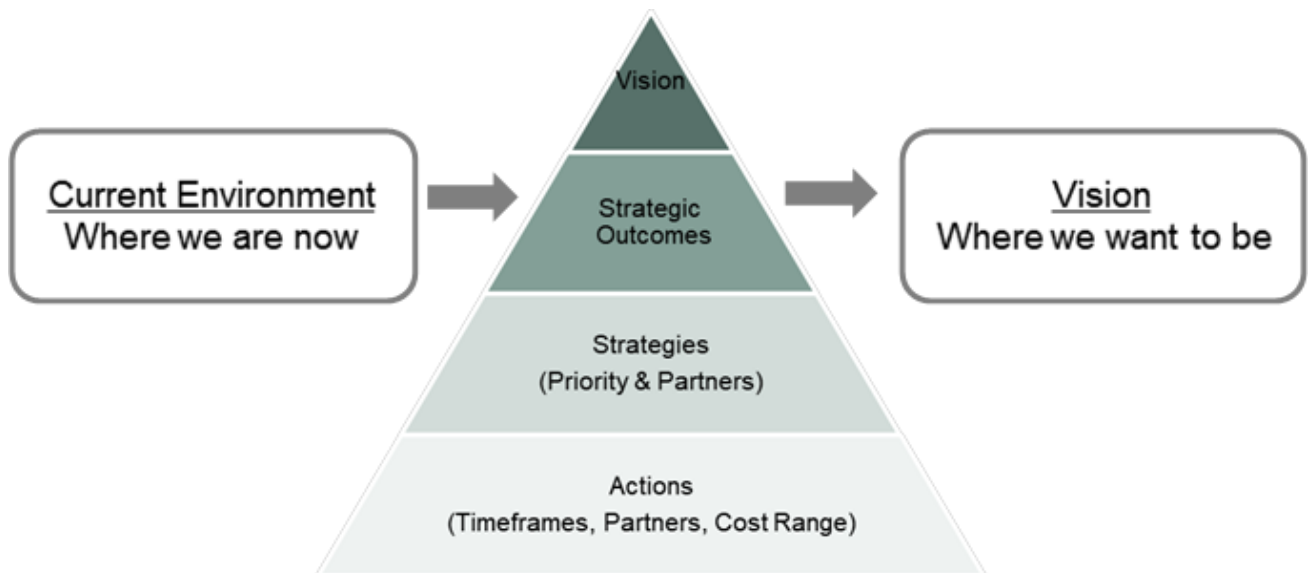 Vision
Current Environment
Where we are now
Strategic
Outcomes
Vision
Where we want to be
Strategies
(Priority & Partners)
Actions
(Timeframes, Partners, Cost Range)